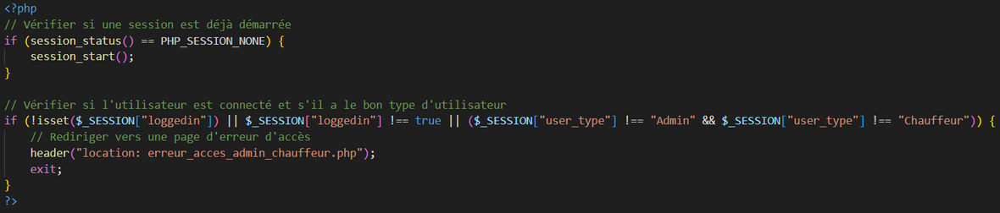 <?php
// Vérifier si une session est déjà démarrée
if (session_status() == PHP_SESSION_NONE) {
    session_start();
}

// Vérifier si l'utilisateur est connecté et s'il a le bon type d'utilisateur
if (!isset($_SESSION["loggedin"]) || $_SESSION["loggedin"] !== true || ($_SESSION["user_type"] !== "Admin" && $_SESSION["user_type"] !== "Chauffeur")) {
    // Rediriger vers une page d'erreur d'accès
    header("location: erreur_acces_admin_chauffeur.php");
    exit;
}
?>